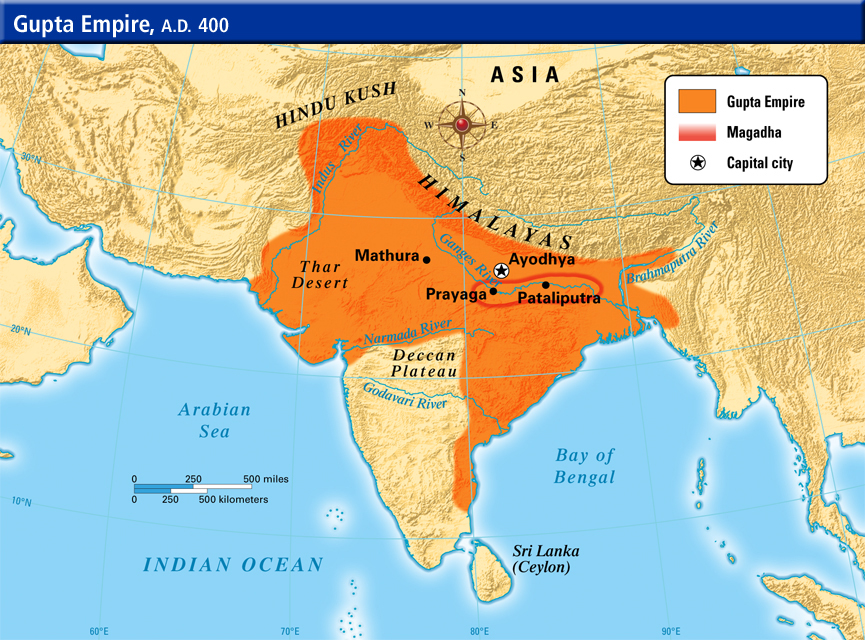 Gupta Empire, A.D. 400
ASIA
HINDU KUSH
N
W
E
S
Gupta Empire
Magadha
Capital city
30°N
Indus River
HIMALAYAS
Mathura
Ganges River
Ayodhya
Brahmaputra River
Thar
Desert
Prayaga
Pataliputra
20°N
Narmada River
Deccan
Plateau
Godavari River
Arabian
Sea
Bay of
Bengal
0 250 500 miles
0 250 500 kilometers
10°N
Sri Lanka
(Ceylon)
INDIAN OCEAN
60°E
70°E
80°E
90°E